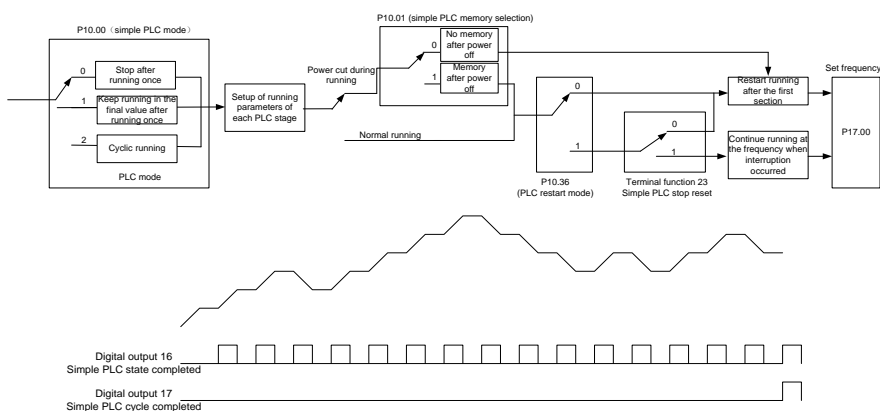 P10.00（simple PLC mode）
0
Stop after
running once
1
Keep running in the
final value after
running once
2
Cyclic running
PLC mode
Setup of running
parameters of
each PLC stage
Power cut during
running
Normal running
P10.01 (simple PLC memory selection)
0
No memory
after power
off
1
Memory
after power
off
0
1
P10.36
(PLC restart mode)
0
1
Terminal function 23
Simple PLC stop reset
Restart running
after the first
section
Continue running at
the frequency when
interruption
occurred
Set frequency
P17.00
Digital output 16
Simple PLC state completed
Digital output 17
Simple PLC cycle completed